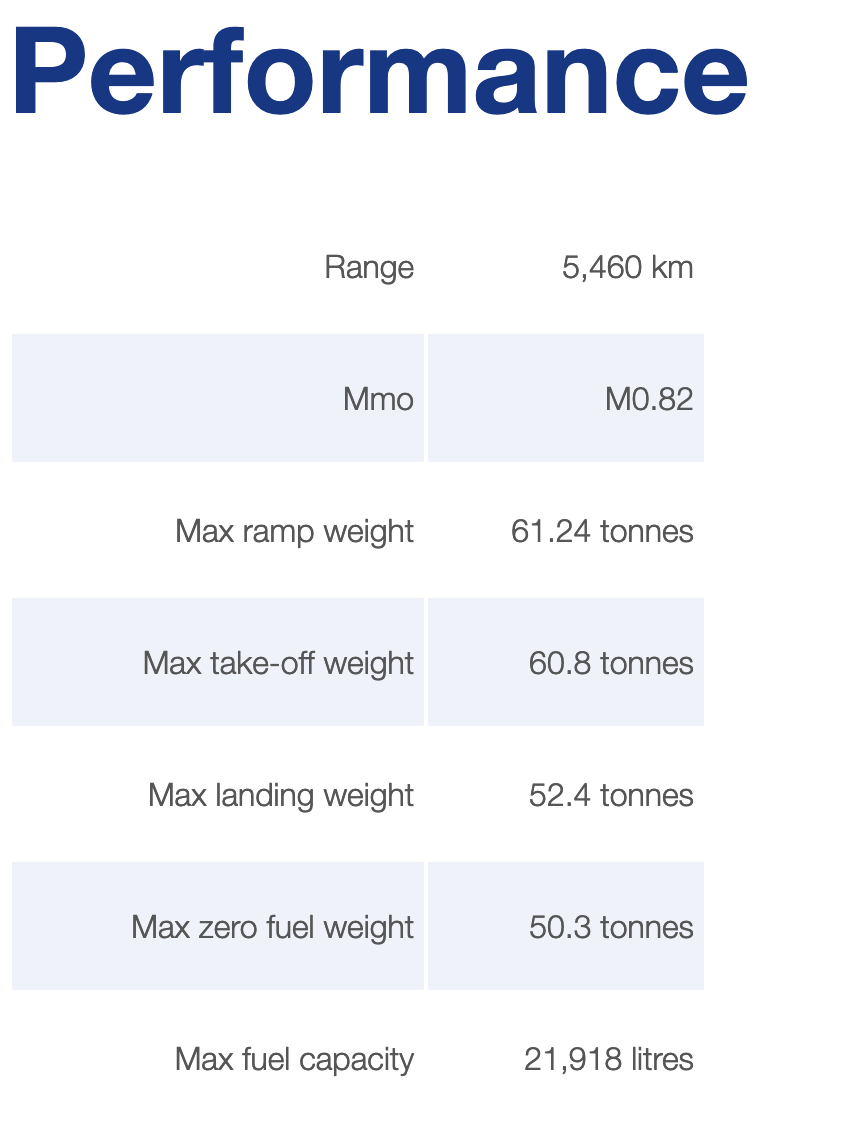 Performance
Range 5,460 km
Mmo M0.82
Max ramp weight 61.24 tonnes
Max take-off weight 60.8 tonnes
Max landing weight 52.4 tonnes
Max zero fuel weight 50.3 tonnes
Max fuel capacity 21,918 litres